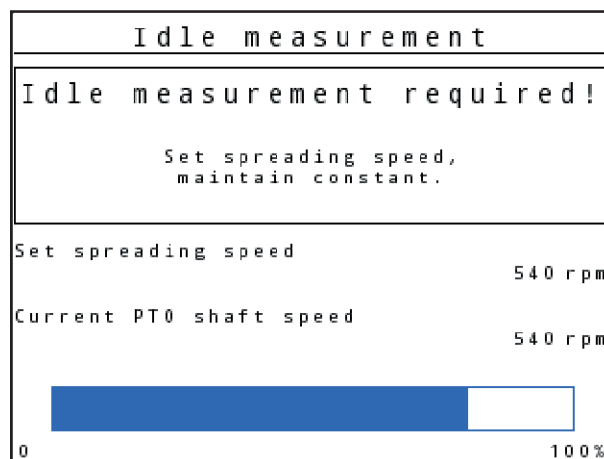 Idle measurement
Idle measurement required!
Set spreading speed,
maintain constant.
Set spreading speed
540 rpm
Current PTO shaft speed
540 rpm
0 100%